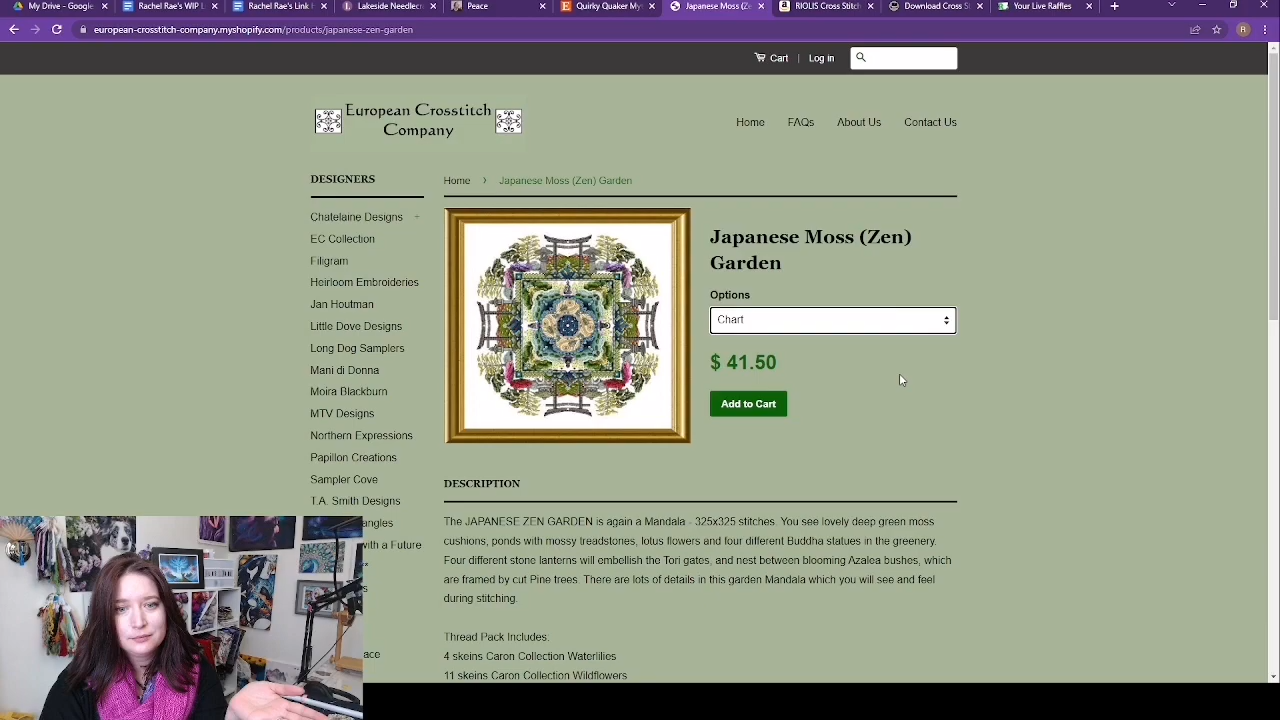 My Drive - Google
Rachel Rae's WIP L
Rachel Rae's Link H
Lakeside Needlecr
Peace
Quirky Quaker My
Japanese Moss (Ze
RIOLIS Cross Stitch
Download Cross St
Your Live Raffles
european-crosstitch-company.myshopify.com/products/japanese-zen-garden
Cart | Log in
European Crosstitch
Company
Home FAQs About Us Contact Us
DESIGNERS
Home › Japanese Moss (Zen) Garden
Chatelaine Designs +
EC Collection
Filigram
Heirloom Embroideries
Jan Houtman
Little Dove Designs
Long Dog Samplers
Mani di Donna
Moira Blackburn
MTV Designs
Northern Expressions
Papillon Creations
Sampler Cove
T.A. Smith Designs
angles
with a Future
Japanese Moss (Zen)
Garden
Options
Chart
$ 41.50
Add to Cart
DESCRIPTION
The JAPANESE ZEN GARDEN is again a Mandala - 325x325 stitches. You see lovely deep green moss
cushions, ponds with mossy treadstones, lotus flowers and four different Buddha statues in the greenery.
Four different stone lanterns will embellish the Tori gates, and nest between blooming Azalea bushes, which
are framed by cut Pine trees. There are lots of details in this garden Mandala which you will see and feel
during stitching.
Thread Pack Includes:
4 skeins Caron Collection Waterlilies
11 skeins Caron Collection Wildflowers